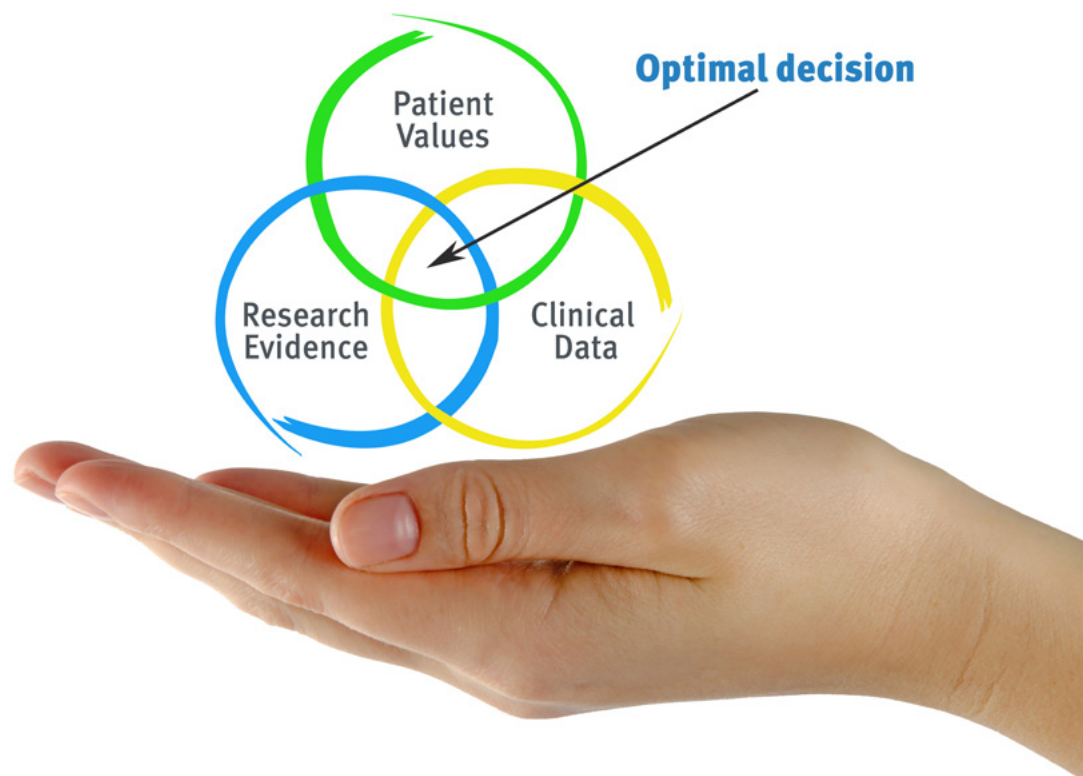 Optimal decision
Patient
Values
Research
Evidence
Clinical
Data